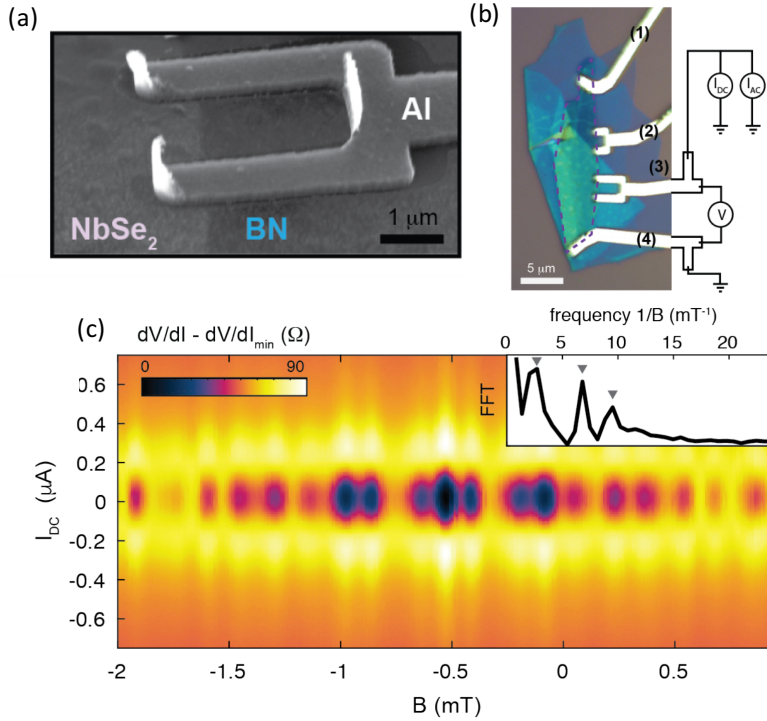 (a)
Al
NbSe2
BN
1 μm
(b)
(1)
(2)
(3)
(4)
5 μm
IDC
IAC
V
(c)
dV/dI - dV/dImin (Ω)
0
90
frequency 1/B (mT-1)
0 5 10 15 20
FFT
IDC (μA)
0.6
0.4
0.2
0
-0.2
-0.4
-0.6
-2 -1 -0.5 0 0.5
B (mT)